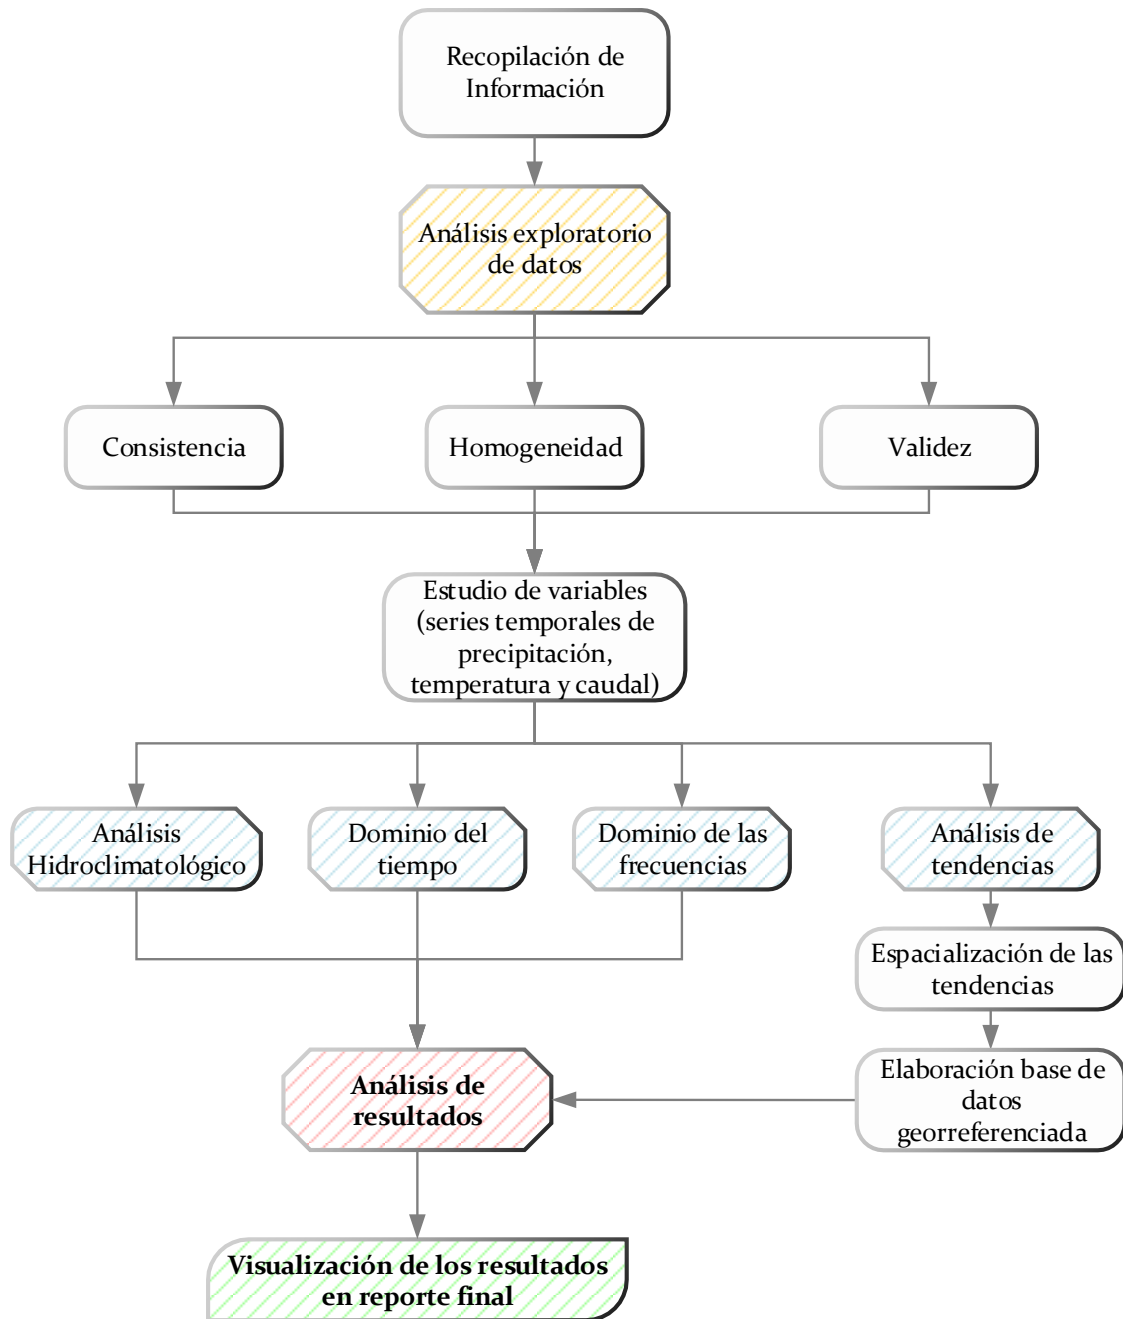 Recopilación de
Información
Análisis exploratorio
de datos
Consistencia
Homogeneidad
Validez
Estudio de variables
(series temporales de
precipitación,
temperatura y caudal)
Análisis
Hidroclimatológico
Dominio del
tiempo
Dominio de las
frecuencias
Análisis de
tendencias
Espacialización de las
tendencias
Elaboración base de
datos
georreferenciada
Análisis de
resultados
Visualización de los resultados
en reporte final